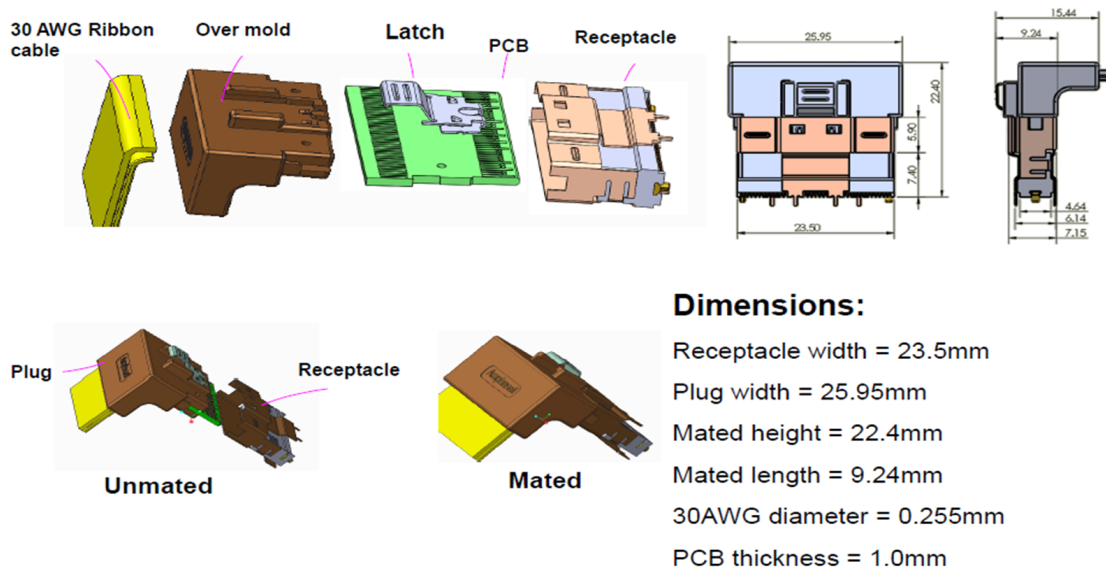 30 AWG Ribbon
cable
Over mold
Latch
PCB
Receptacle
25.95
22.40
5.90
7.40
23.50
15.44
9.24
4.64
6.14
7.15
Plug
Receptacle
Unmated
Amphenol
Mated
Dimensions:
Receptacle width = 23.5mm
Plug width = 25.95mm
Mated height = 22.4mm
Mated length = 9.24mm
30AWG diameter = 0.255mm
PCB thickness = 1.0mm